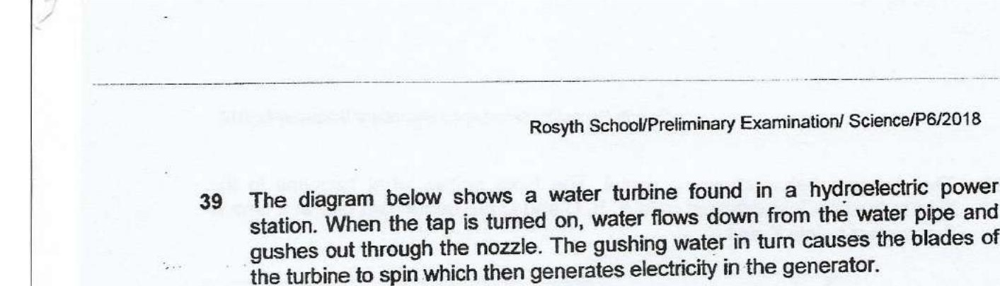 Rosyth School/Preliminary Examination/ Science/P6/2018
39 The diagram below shows a water turbine found in a hydroelectric power
station. When the tap is turned on, water flows down from the water pipe and
gushes out through the nozzle. The gushing water in turn causes the blades of
the turbine to spin which then generates electricity in the generator.